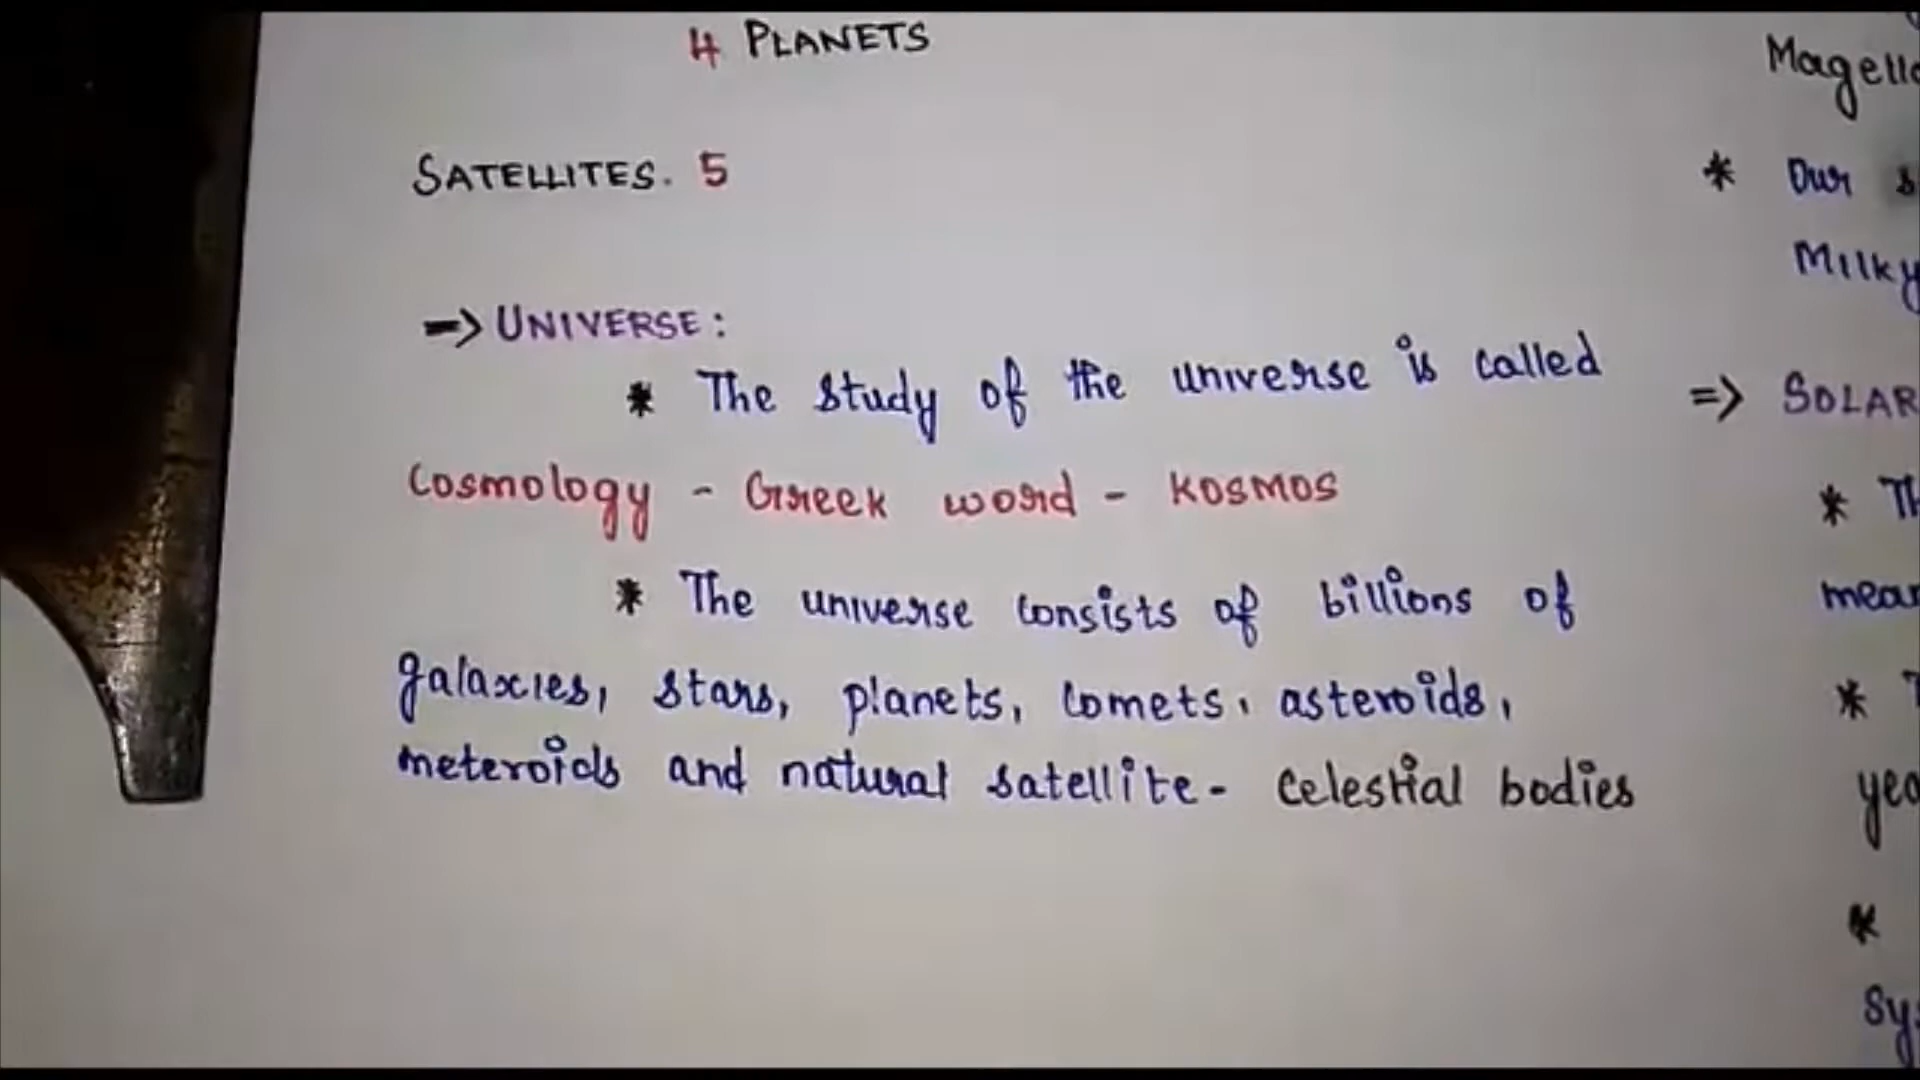 4 PLANETS
SATELLITES. 5
=> UNIVERSE:
* The study of the universe is called
Cosmology - Greek word - KOSMOS
* The universe consists of billions of
galaxies, stars, planets, comets, asteroids,
meteroids and natural satellite - Celestial bodies
* Our
Milky
=> SOLAR
*
*
*